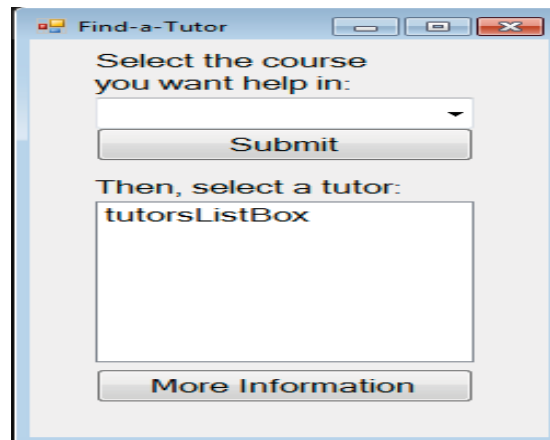 Find-a-Tutor
Select the course
you want help in:
Submit
Then, select a tutor:
tutorsListBox
More Information